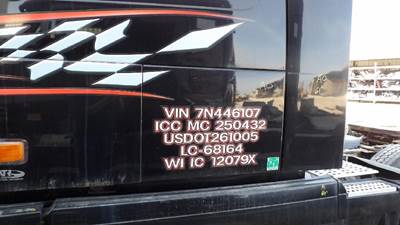 VIN 7N446107
ICC MC 250432
USDOT261005
LC-68164
WI IC 12079X